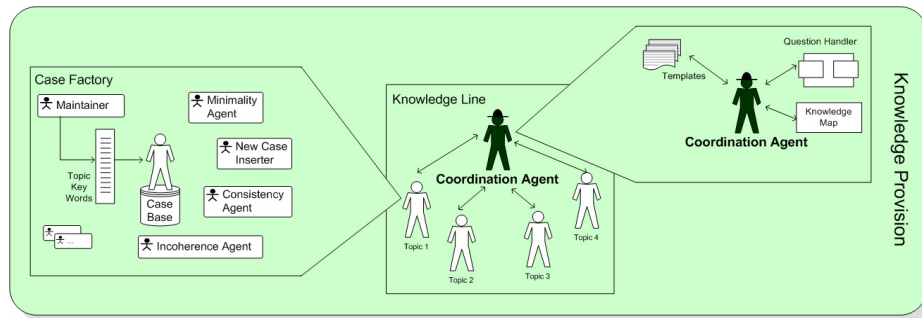 Case Factory
Maintainer
Minimality
Agent
New Case
Inserter
Topic
Key
Words
Case
Base
Consistency
Agent
...
Incoherence Agent
Knowledge Line
Coordination Agent
Topic 1
Topic 2
Topic 3
Topic 4
Templates
Question Handler
Knowledge
Map
Coordination Agent
Knowledge Provision